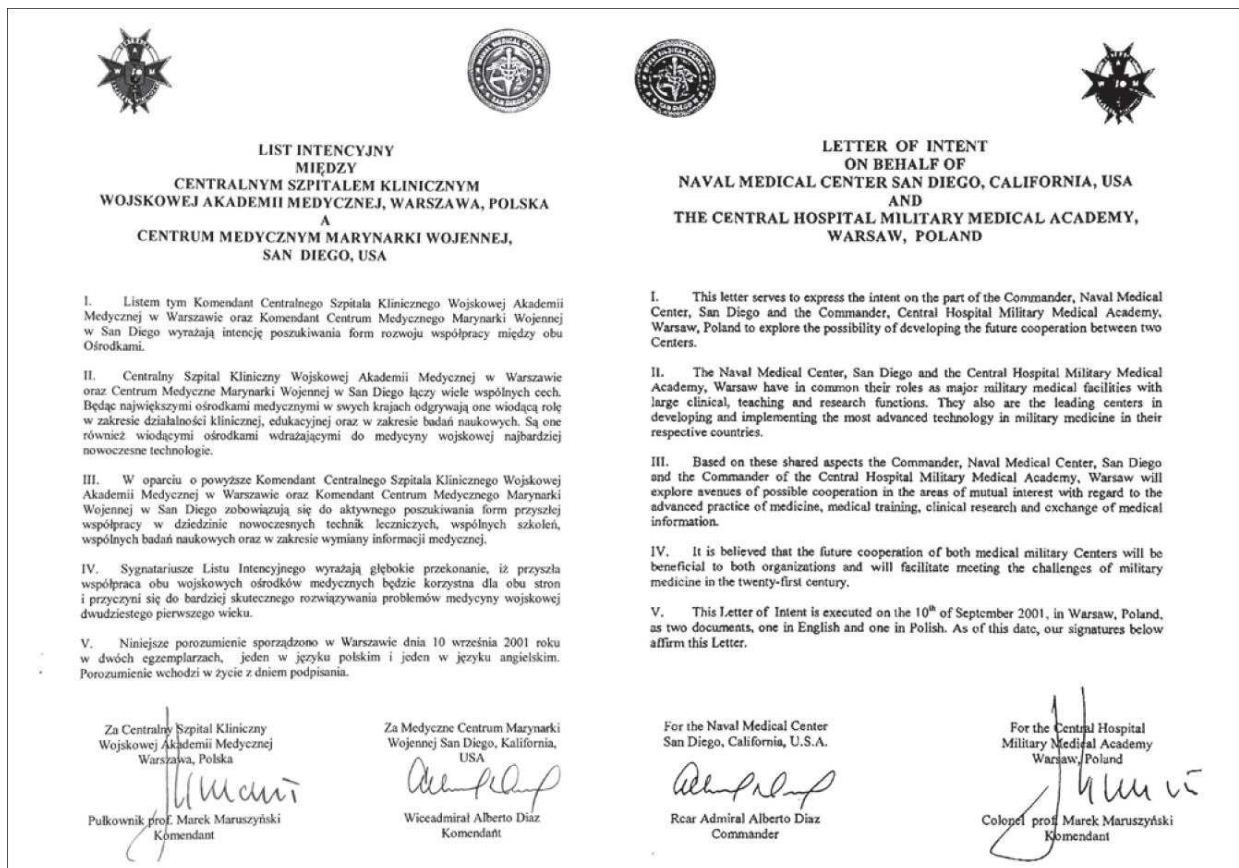 NAVAL MEDICAL CENTER
SAN DIEGO
LIST INTENCYJNY
MIĘDZY
CENTRALNYM SZPITALEM KLINICZNYM
WOJSKOWEJ AKADEMII MEDYCZNEJ, WARSZAWA, POLSKA
A
CENTRUM MEDYCZNYM MARYNARKI WOJENNEJ,
SAN DIEGO, USA
I. Listem tym Komendant Centralnego Szpitala Klinicznego Wojskowej Akademii
Medycznej w Warszawie oraz Komendant Centrum Medycznego Marynarki Wojennej
w San Diego wyrażają intencję poszukiwania form rozwoju współpracy między obu
Ośrodkami.
II. Centralny Szpital Kliniczny Wojskowej Akademii Medycznej w Warszawie
oraz Centrum Medyczne Marynarki Wojennej w San Diego łączy wiele wspólnych cech.
Będąc największymi ośrodkami medycznymi w swych krajach odgrywają one wiodącą rolę
w zakresie działalności klinicznej, edukacyjnej oraz w zakresie badań naukowych. Są one
również wiodącymi ośrodkami wdrażającymi do medycyny wojskowej najbardziej
nowoczesne technologie.
III. W oparciu o powyższe Komendant Centralnego Szpitala Klinicznego Wojskowej
Akademii Medycznej w Warszawie oraz Komendant Centrum Medycznego Marynarki
Wojennej w San Diego zobowiązują się do aktywnego poszukiwania form przyszłej
współpracy w dziedzinie nowoczesnych technik leczniczych, wspólnych szkoleń,
wspólnych badań naukowych oraz w zakresie wymiany informacji medycznej.
IV. Sygnatariusze Listu Intencyjnego wyrażają głębokie przekonanie, iż przyszła
współpraca obu wojskowych ośrodków medycznych będzie korzystna dla obu stron
i przyczyni się do bardziej skutecznego rozwiązywania problemów medycyny wojskowej
dwudziestego pierwszego wieku.
V. Niniejsze porozumienie sporządzono w Warszawie dnia 10 września 2001 roku
w dwóch egzemplarzach, jeden w języku polskim i jeden w języku angielskim.
Porozumienie wchodzi w życie z dniem podpisania.
Za Centralny Szpital Kliniczny
Wojskowej Akademii Medycznej
Warszawa, Polska
Pułkownik prof. Marek Maruszyński
Komendant
Za Medyczne Centrum Marynarki
Wojennej San Diego, Kalifornia,
USA
Wiceadmirał Alberto Diaz
Komendant
NAVAL MEDICAL CENTER
SAN DIEGO
LETTER OF INTENT
ON BEHALF OF
NAVAL MEDICAL CENTER SAN DIEGO, CALIFORNIA, USA
AND
THE CENTRAL HOSPITAL MILITARY MEDICAL ACADEMY,
WARSAW, POLAND
I. This letter serves to express the intent on the part of the Commander, Naval Medical
Center, San Diego and the Commander, Central Hospital Military Medical Academy,
Warsaw, Poland to explore the possibility of developing the future cooperation between two
Centers.
II. The Naval Medical Center, San Diego and the Central Hospital Military Medical
Academy, Warsaw have in common their roles as major military medical facilities with
large clinical, teaching and research functions. They also are the leading centers in
developing and implementing the most advanced technology in military medicine in their
respective countries.
III. Based on these shared aspects the Commander, Naval Medical Center, San Diego
and the Commander of the Central Hospital Military Medical Academy, Warsaw will
explore avenues of possible cooperation in the areas of mutual interest with regard to the
advanced practice of medicine, medical training, clinical research and exchange of medical
information.
IV. It is believed that the future cooperation of both medical military Centers will be
beneficial to both organizations and will facilitate meeting the challenges of military
medicine in the twenty-first century.
V. This Letter of Intent is executed on the 10th of September 2001, in Warsaw, Poland,
as two documents, one in English and one in Polish. As of this date, our signatures below
affirm this Letter.
For the Naval Medical Center
San Diego, California, U.S.A.
Rear Admiral Alberto Diaz
Commander
For the Central Hospital
Military Medical Academy
Warsaw, Poland
Colonel prof. Marek Maruszyński
Komendant